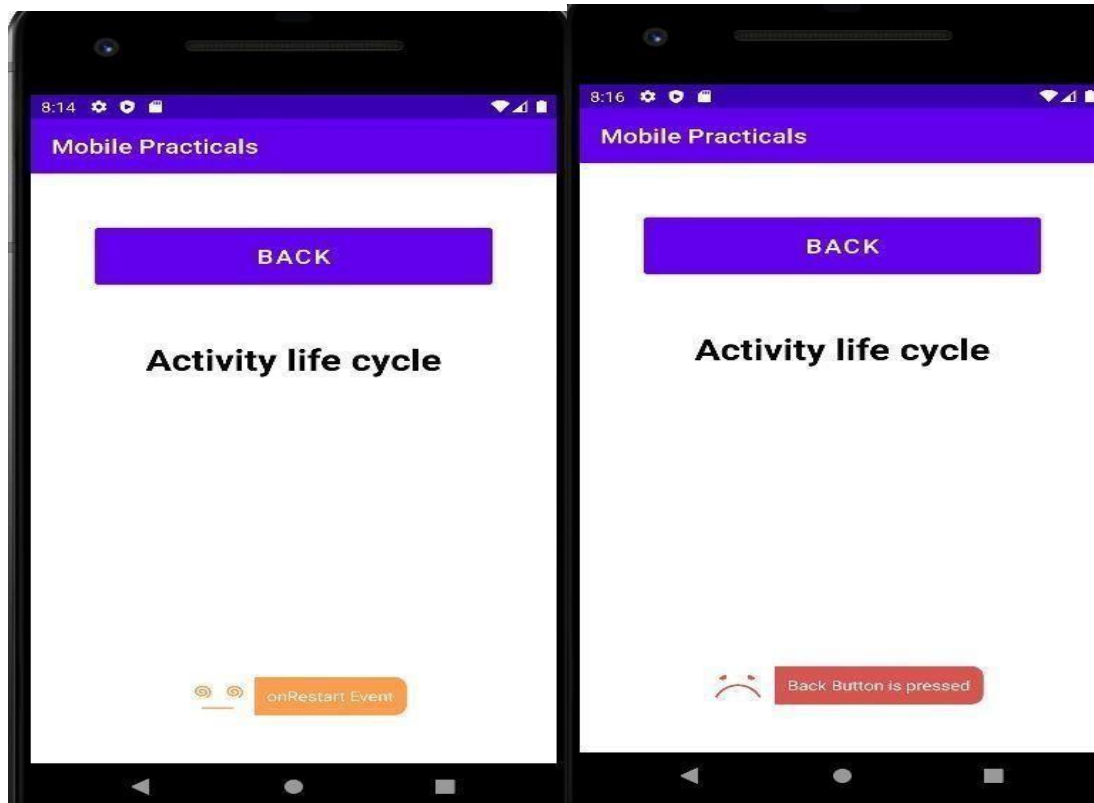 8:14
Mobile Practicals
BACK
Activity life cycle
onRestart Event
8:16
Mobile Practicals
BACK
Activity life cycle
Back Button is pressed